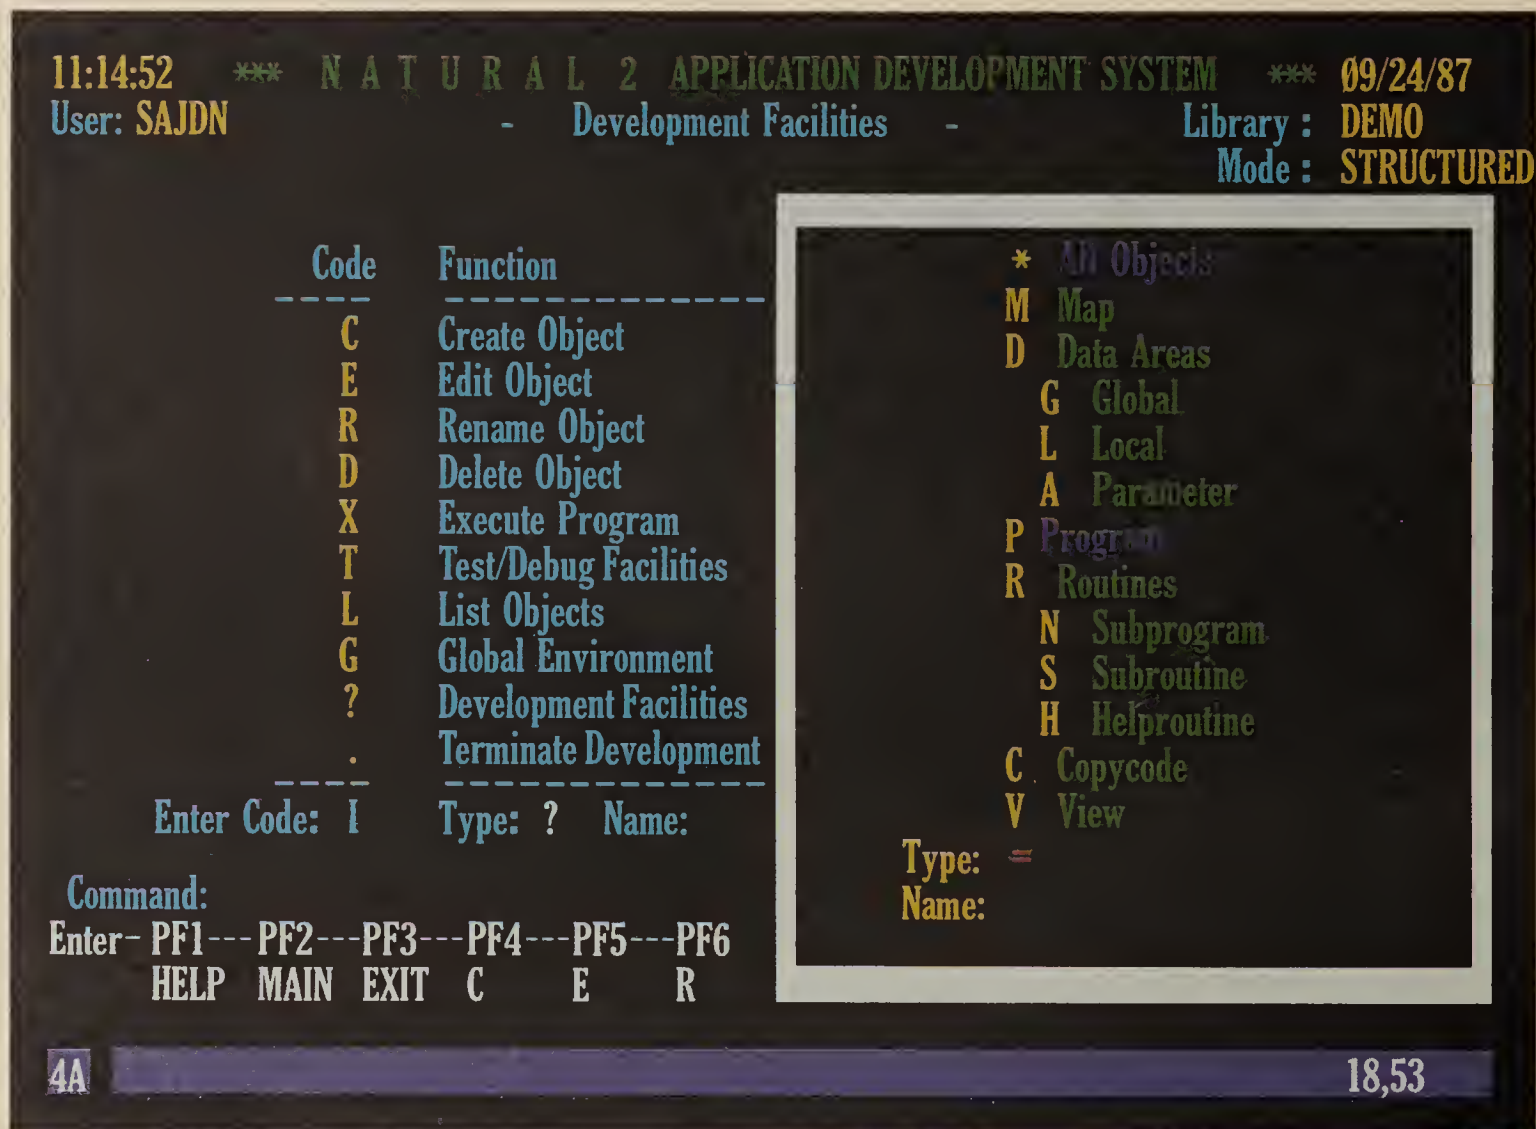 11:14:52 *** N A T U R A L 2 APPLICATION DEVELOPMENT SYSTEM *** 09/24/87
User: SAJDN - Development Facilities - Library : DEMO
Mode : STRUCTURED
Code Function
---- --------------
C Create Object
E Edit Object
R Rename Object
D Delete Object
X Execute Program
T Test/Debug Facilities
L List Objects
G Global Environment
? Development Facilities
. Terminate Development
---- --------------
Enter Code: I Type: ? Name:
Command:
Enter- PF1---PF2---PF3---PF4---PF5---PF6
HELP MAIN EXIT C E R
* All Objects
M Map
D Data Areas
G Global
L Local
A Parameter
P Program
R Routines
N Subprogram
S Subroutine
H Helproutine
C Copycode
V View
Type: =
Name:
4A 18,53